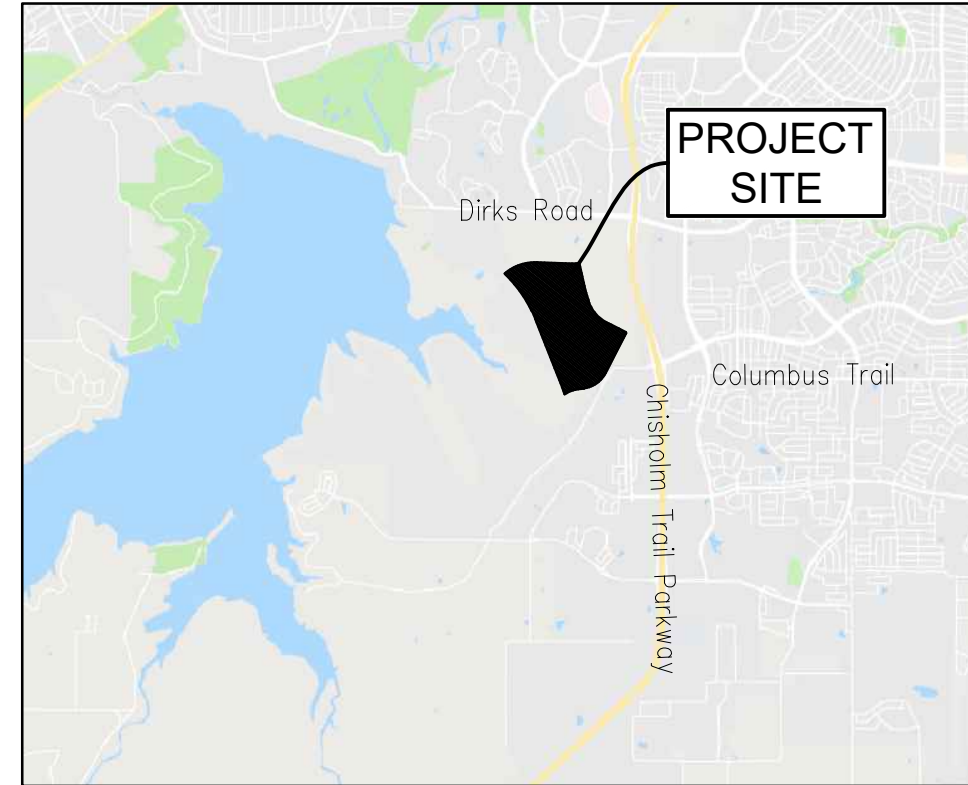 PROJECT
SITE
Dirks Road
Columbus Trail
Chisholm Trail Parkway